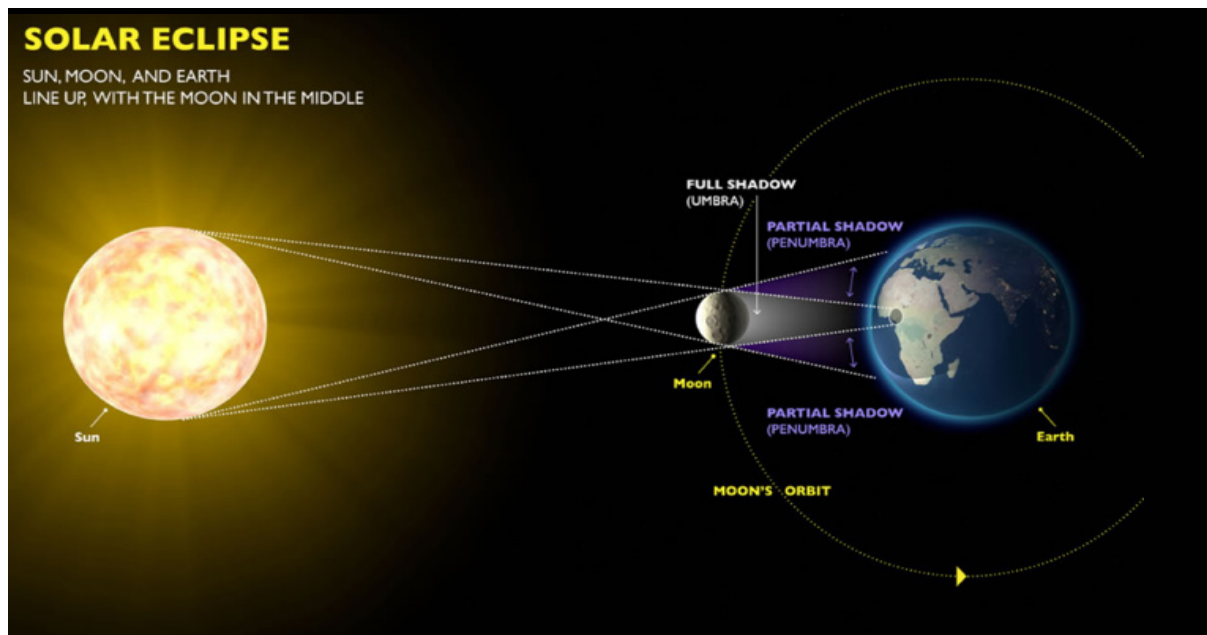 SOLAR ECLIPSE
SUN, MOON, AND EARTH
LINE UP, WITH THE MOON IN THE MIDDLE
FULL SHADOW
(UMBRA)
PARTIAL SHADOW
(PENUMBRA)
Moon
Sun
PARTIAL SHADOW
(PENUMBRA)
Earth
MOON'S ORBIT